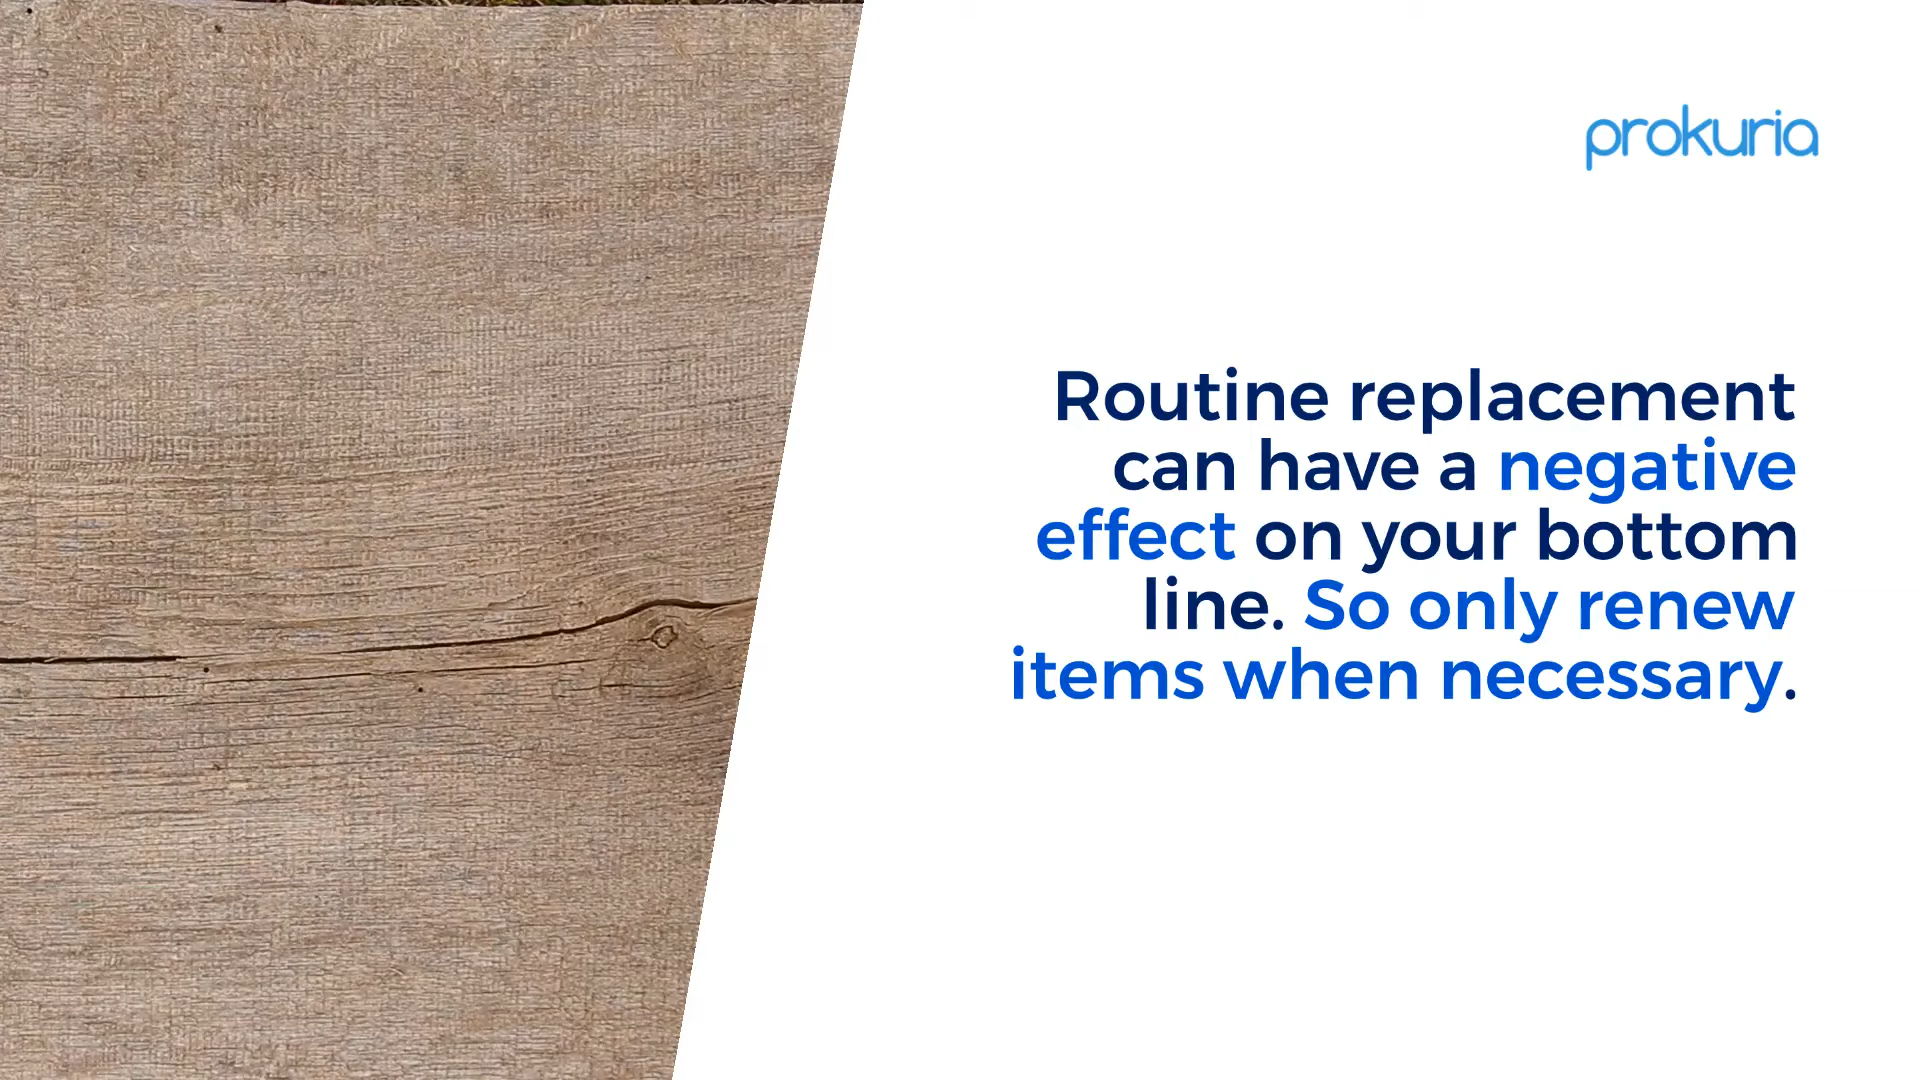 prokuria
Routine replacement
can have a negative
effect on your bottom
line. So only renew
items when necessary.